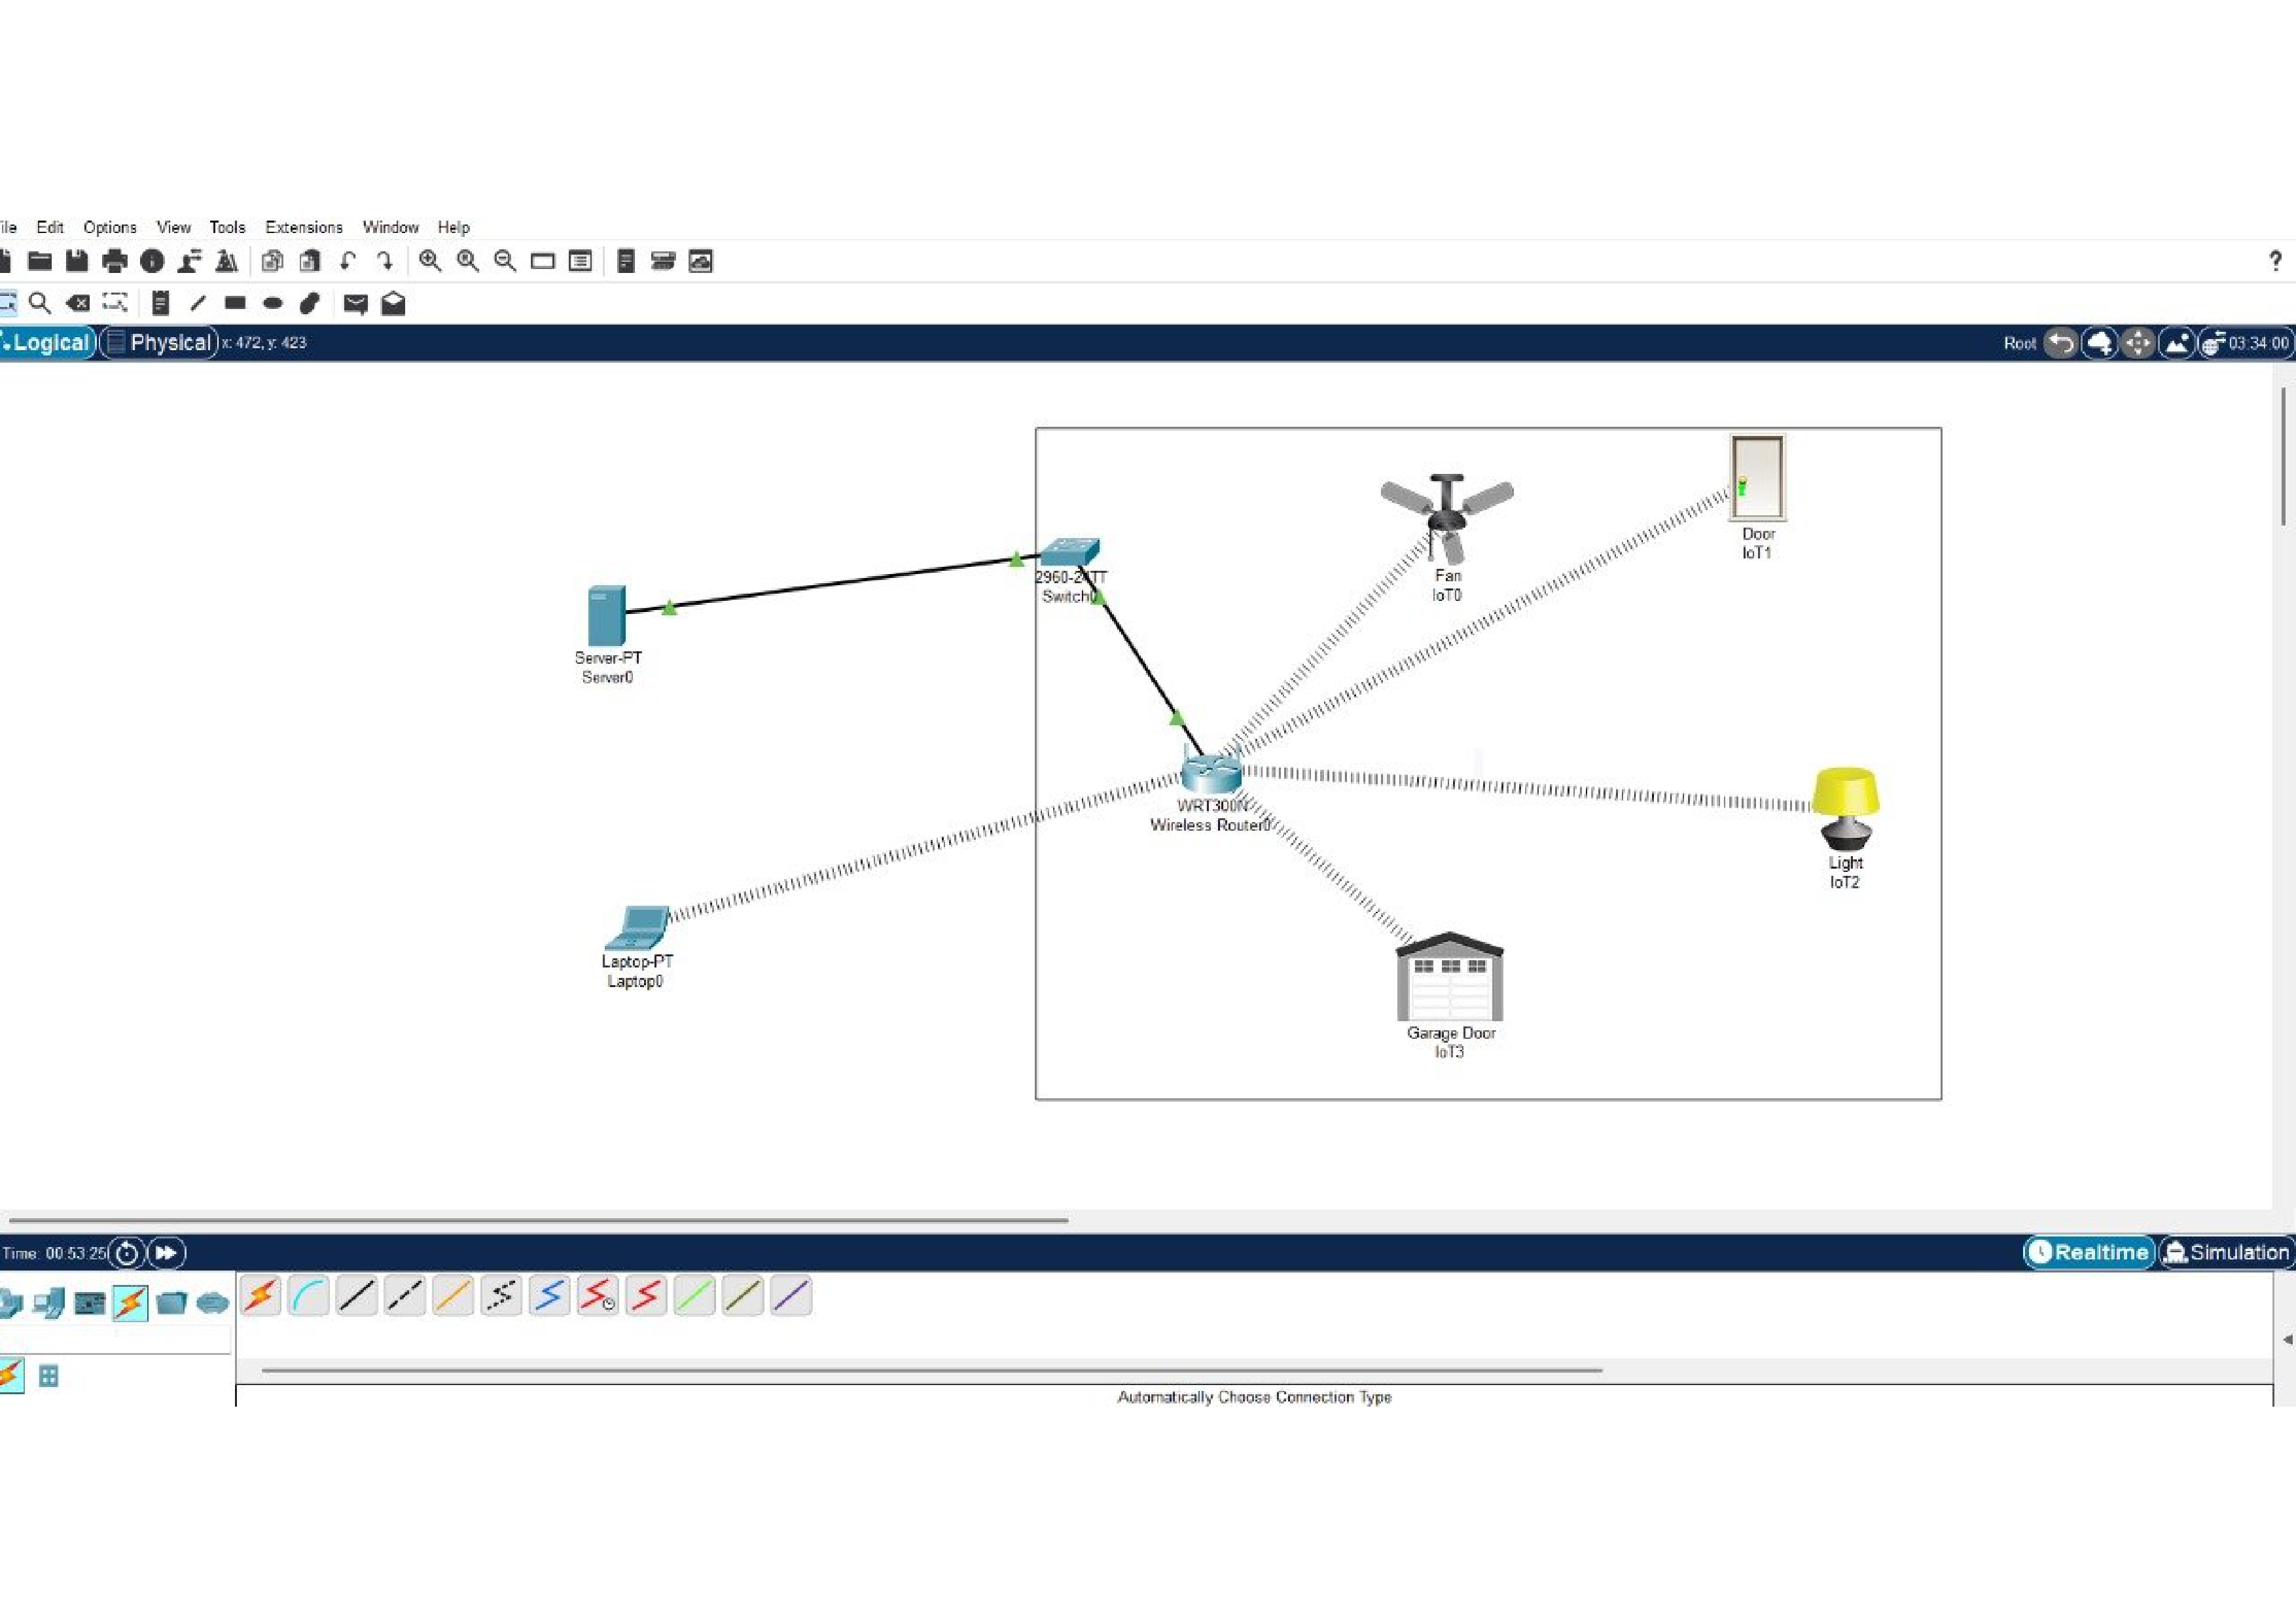 ile Edit Options View Tools Extensions Window Help
?
Logical Physical x: 472, y: 423 Root 03:34:00
Door
IoT1
Fan
IoT0
2960-24TT
Switch0
Server-PT
Server0
WRT300N
Wireless Router0
Light
IoT2
Laptop-PT
Laptop0
Garage Door
IoT3
Time: 00:53:25 Realtime Simulation
Automatically Choose Connection Type